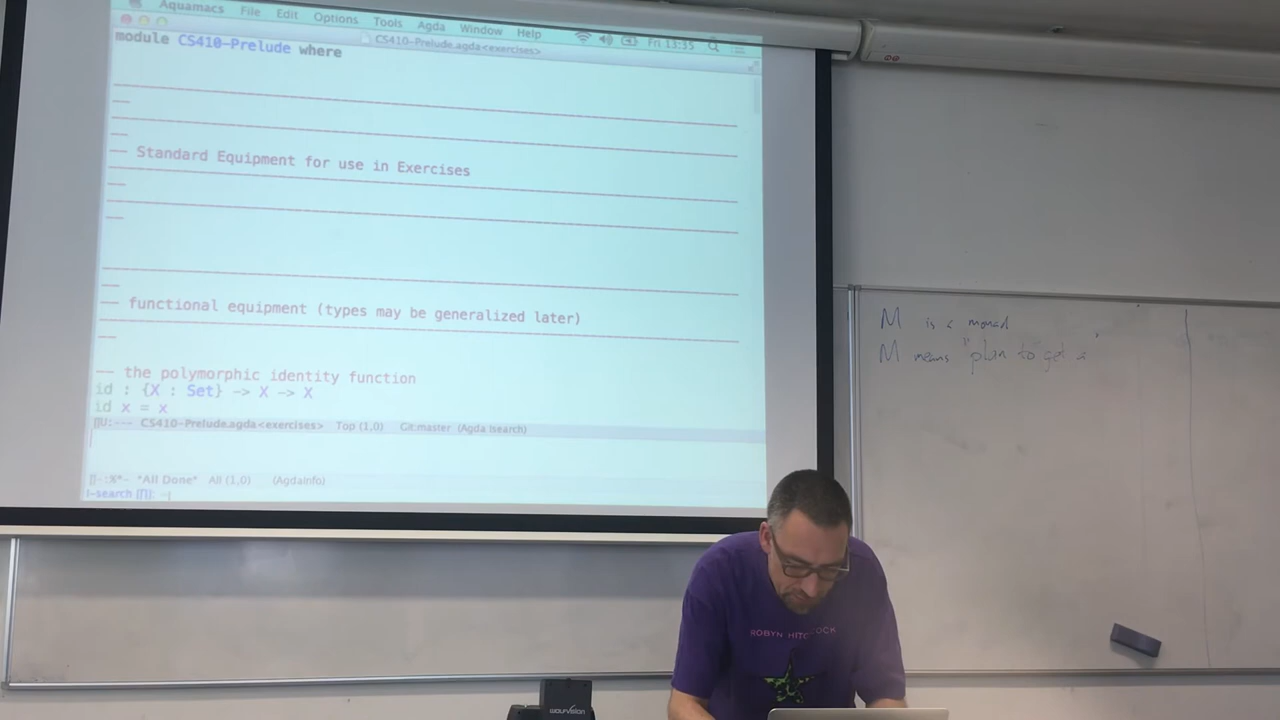 Aquamacs File Edit Options Tools Agda Window Help Fri 13:35
CS410-Prelude.agda<exercises>
module CS410-Prelude where
--
--
-- Standard Equipment for use in Exercises
--
--
--
-- functional equipment (types may be generalized later)
--
-- the polymorphic identity function
id : {X : Set} -> X -> X
id x = x
CS410-Prelude.agda<exercises> Top (1,0) Git:master (Agda Isearch)
*All Done* All (1,0) (AgdaInfo)
I-search
M is a monad
M means "plan to get a"
ROBYN HITCHCOCK
WOLFVISION